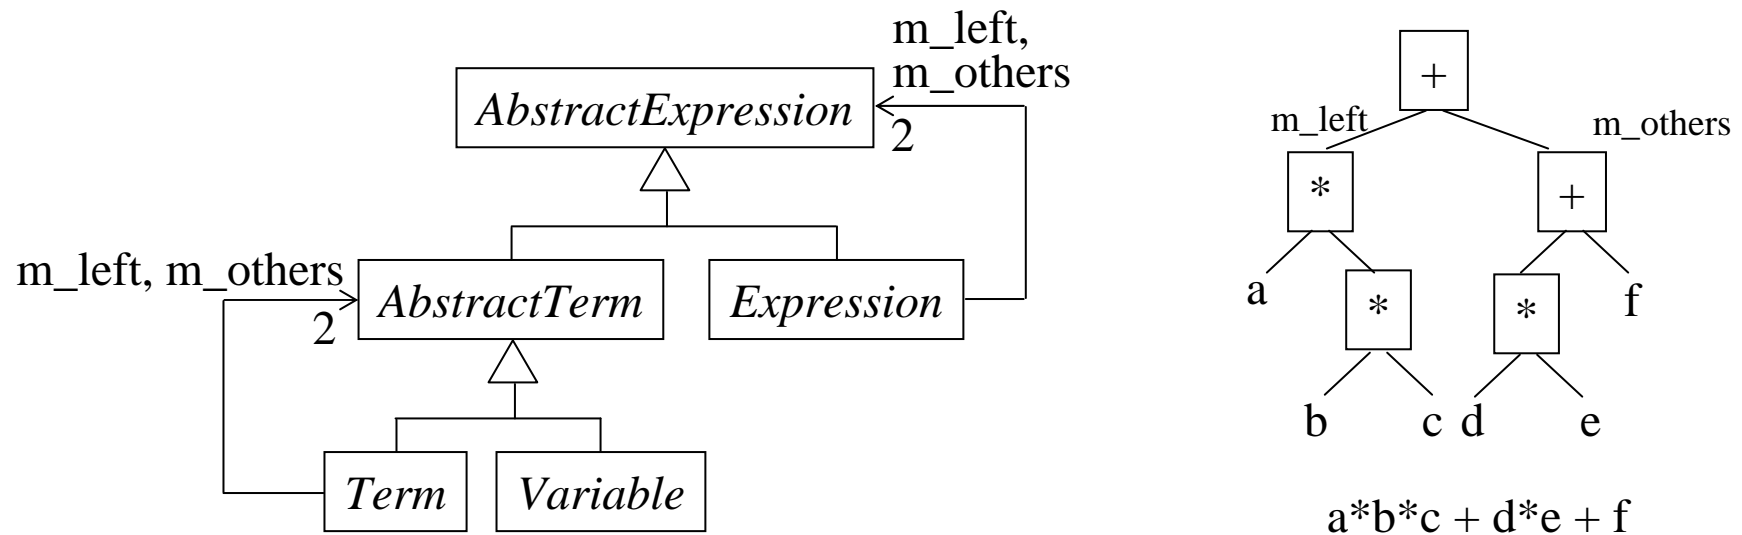 m_left,
m_others
AbstractExpression
2
m_left, m_others
AbstractTerm
2
Expression
Term
Variable
+
m_left
m_others
*
+
a
*
*
f
b
c
d
e
a*b*c + d*e + f